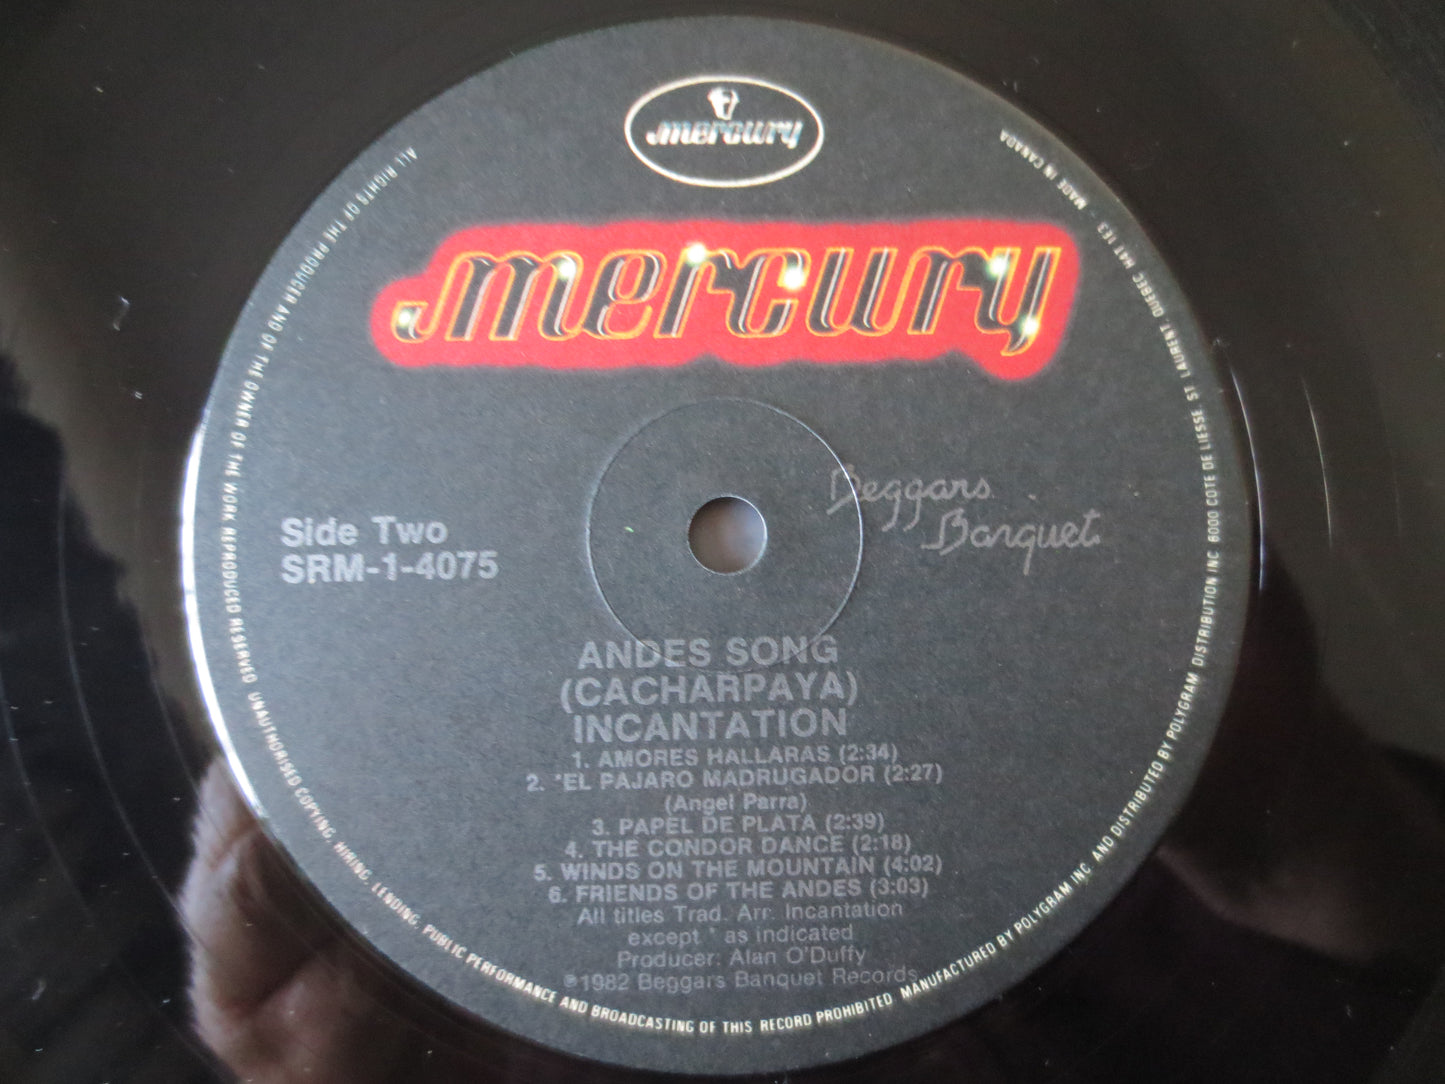 mercury
mercury
Beggars
Banquet
Side Two
SRM-1-4075
ANDES SONG
(CACHARPAYA)
INCANTATION
1. AMORES HALLARAS (2:34)
2. *EL PAJARO MADRUGADOR (2:27)
(Angel Parra)
3. PAPEL DE PLATA (2:39)
4. THE CONDOR DANCE (2:18)
5. WINDS ON THE MOUNTAIN (4:02)
6. FRIENDS OF THE ANDES (3:03)
All titles Trad. Arr. Incantation
except * as indicated
Producer: Alan O'Duffy
℗1982 Beggars Banquet Records
ALL RIGHTS OF THE PRODUCER AND OF THE OWNER OF THE WORK REPRODUCED RESERVED. UNAUTHORISED COPYING, HIRING, LENDING, PUBLIC PERFORMANCE AND BROADCASTING OF THIS RECORD PROHIBITED. MANUFACTURED BY POLYGRAM INC. AND DISTRIBUTED BY POLYGRAM DISTRIBUTION INC. 6000 COTE DE LIESSE, ST. LAURENT QUEBEC H4T 1E3 - MADE IN CANADA